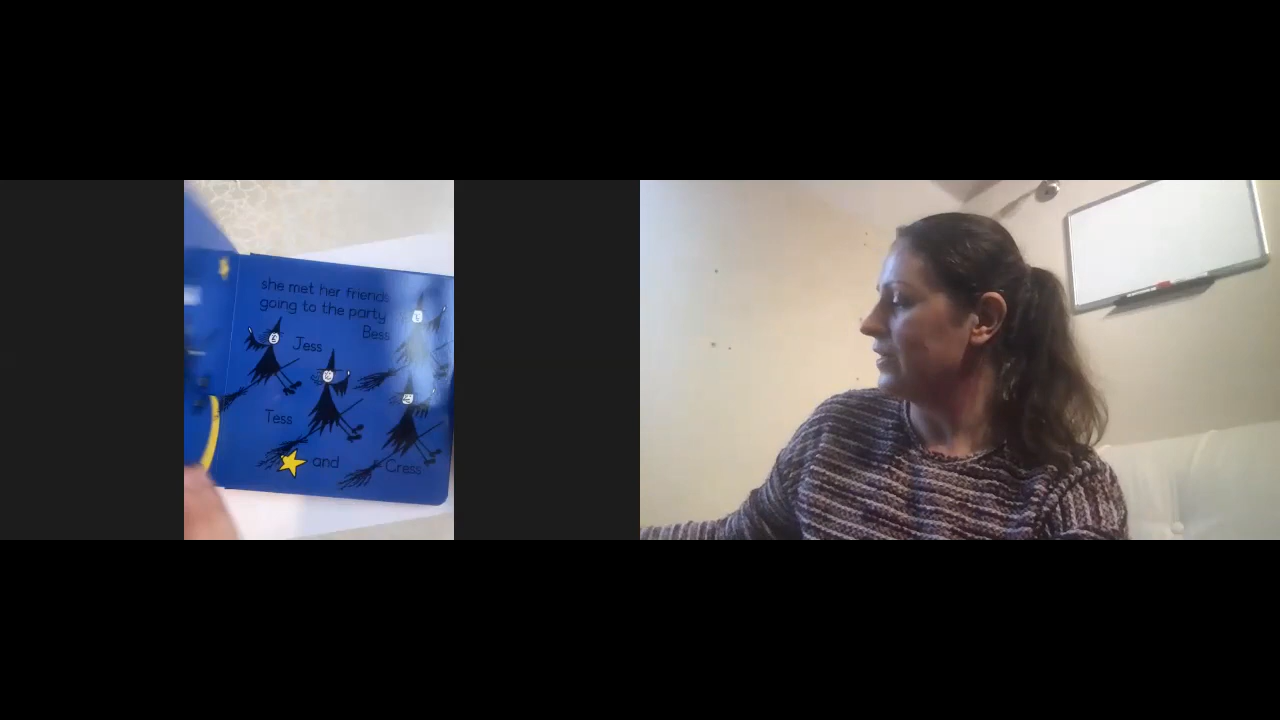 she met her friends
going to the party
Bess
Jess
Tess
and
Cress